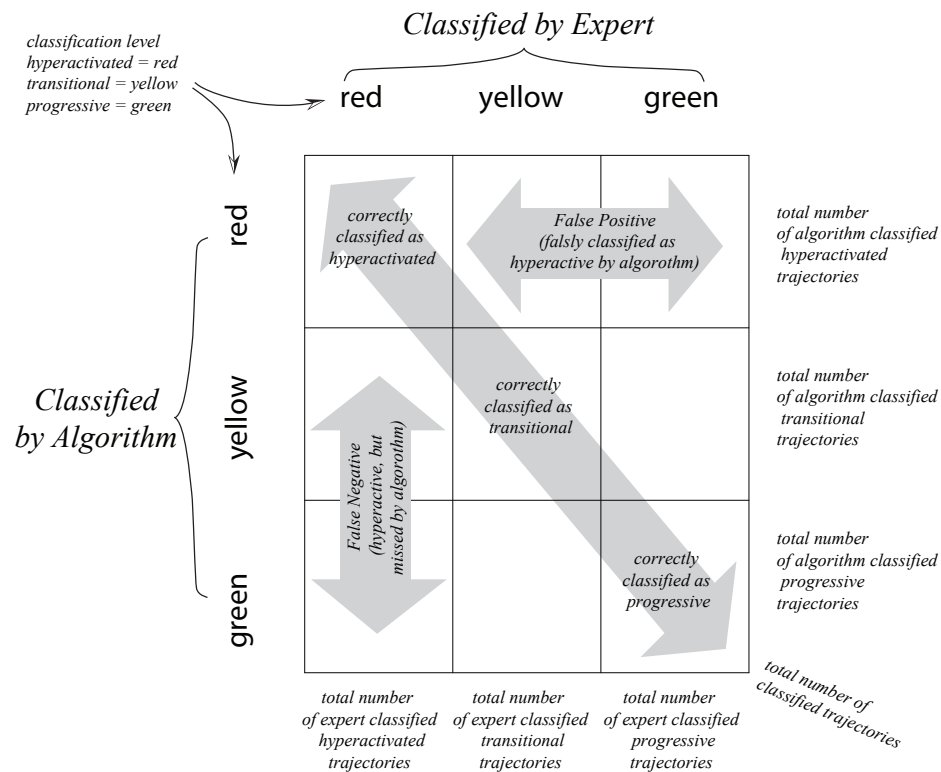 Classified by Expert
classification level
hyperactivated = red
transitional = yellow
progressive = green
red
yellow
green
red
correctly
classified as
hyperactivated
False Positive
(falsly classified as
hyperactive by algorothm)
total number
of algorithm classified
hyperactivated
trajectories
Classified
by Algorithm
yellow
False Negative
(hyperactive, but
missed by algorothm)
correctly
classified as
transitional
total number
of algorithm classified
transitional
trajectories
green
correctly
classified as
progressive
total number
of algorithm classified
progressive
trajectories
total number
of expert classified
hyperactivated
trajectories
total number
of expert classified
transitional
trajectories
total number
of expert classified
progressive
trajectories
total number of
classified trajectories